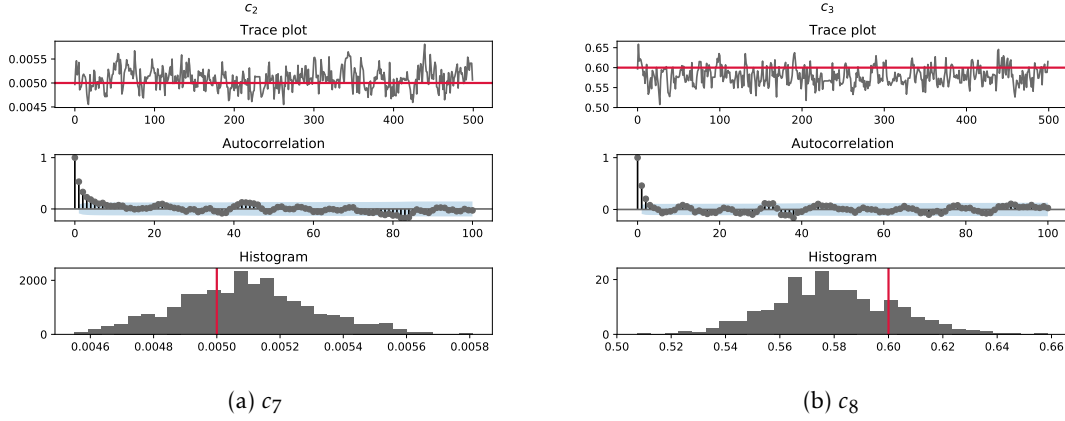 c2
Trace plot
0.0055
0.0050
0.0045
0 100 200 300 400 500
Autocorrelation
1
0
0 20 40 60 80 100
Histogram
2000
0
0.0046 0.0048 0.0050 0.0052 0.0054 0.0056 0.0058
(a) c7
c3
Trace plot
0.65
0.60
0.55
0.50
0 100 200 300 400 500
Autocorrelation
1
0
0 20 40 60 80 100
Histogram
20
0
0.50 0.52 0.54 0.56 0.58 0.60 0.62 0.64 0.66
(b) c8